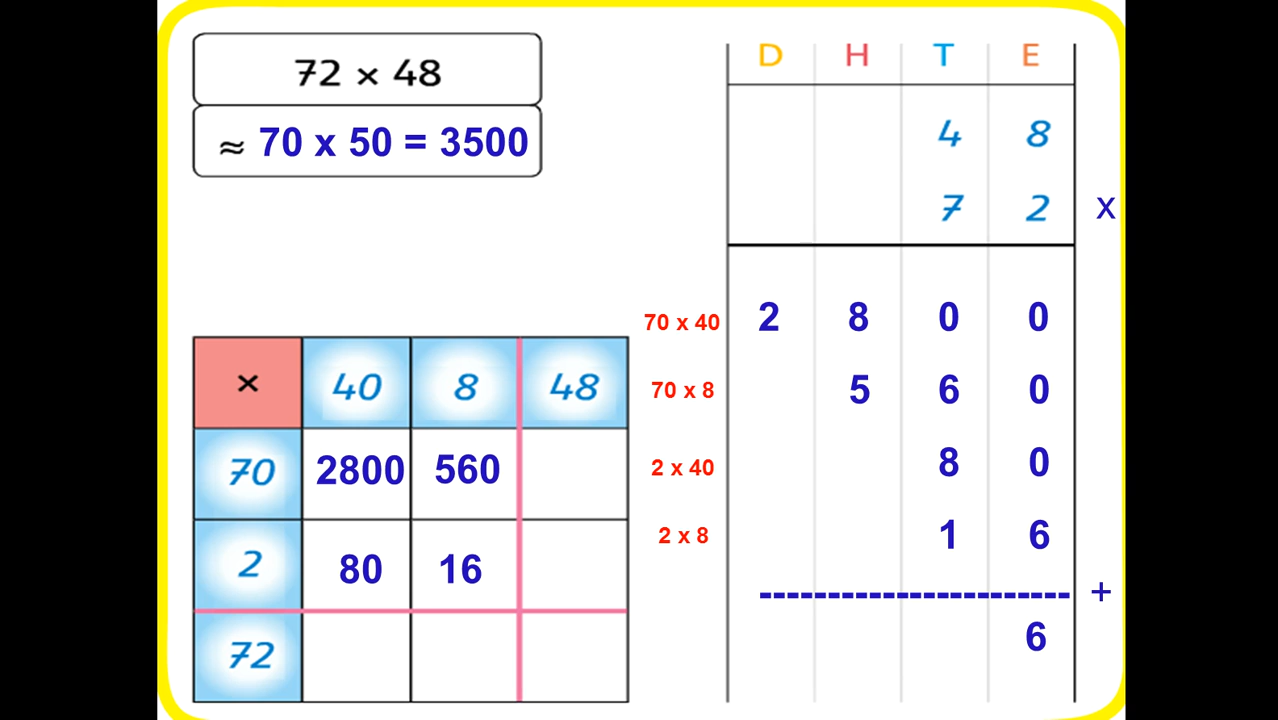 72 × 48
≈ 70 x 50 = 3500
× 40 8 48
70 2800 560
2 80 16
72
D H T E
4 8
7 2 x
70 x 40 2 8 0 0
70 x 8 5 6 0
2 x 40 8 0
2 x 8 1 6
----------------------- +
6